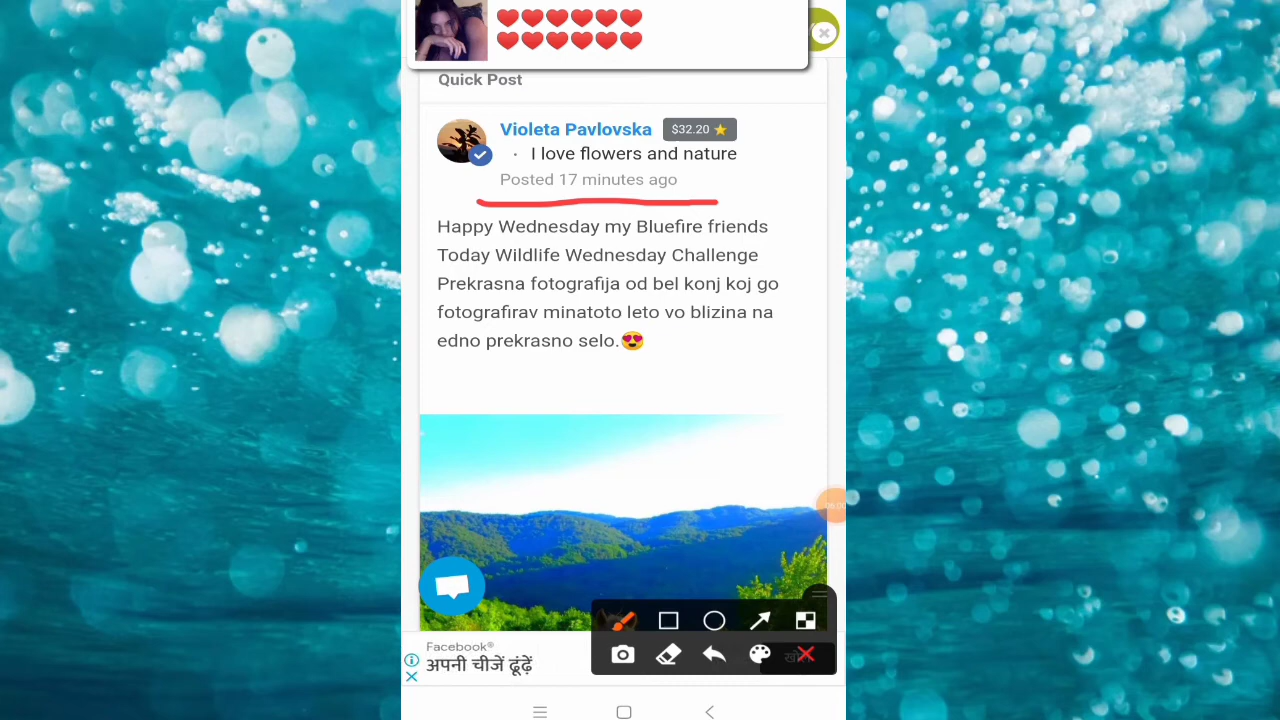 ❤️❤️❤️❤️❤️❤️
❤️❤️❤️❤️❤️❤️
Quick Post
Violeta Pavlovska $32.20 ⭐
· I love flowers and nature
Posted 17 minutes ago
Happy Wednesday my Bluefire friends
Today Wildlife Wednesday Challenge
Prekrasna fotografija od bel konj koj go
fotografirav minatoto leto vo blizina na
edno prekrasno selo.😍
Facebook®
अपनी चीजें ढूंढ़ें